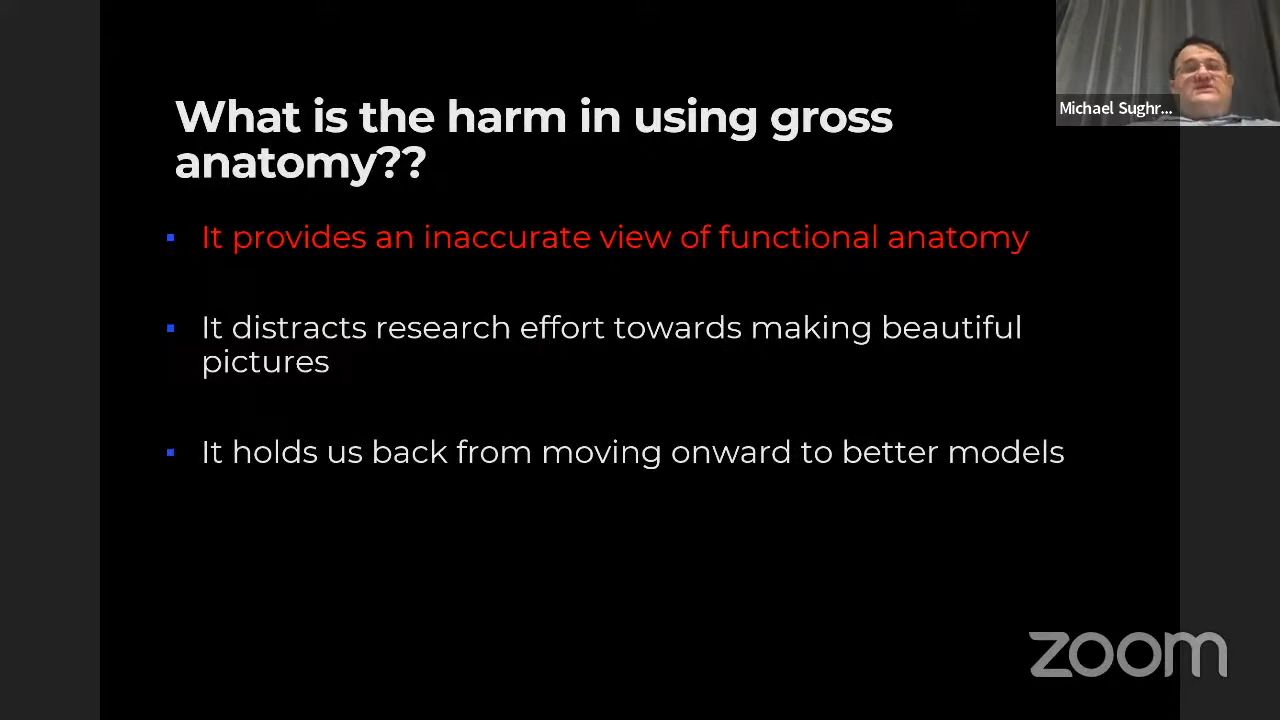 What is the harm in using gross
anatomy??
It provides an inaccurate view of functional anatomy
It distracts research effort towards making beautiful
pictures
It holds us back from moving onward to better models
Michael Sughr...
zoom